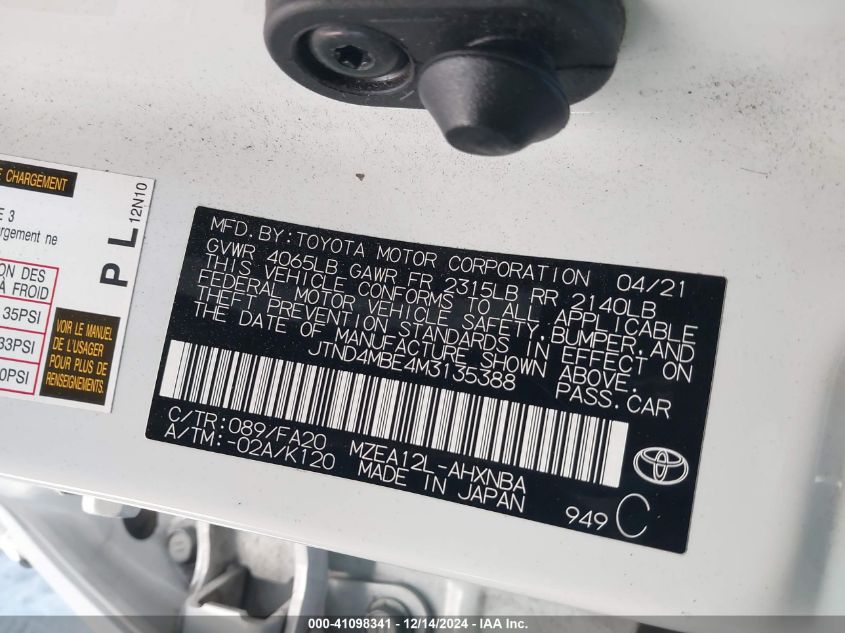 E CHARGEMENT
E 3
argement ne
ION DES
À FROID
35PSI
33PSI
0PSI
VOIR LE MANUEL
DE L'USAGER
POUR PLUS DE
RENSEIGNEMENTS.
P L
12N10
MFD. BY: TOYOTA MOTOR CORPORATION 04/21
GVWR 4065LB GAWR FR 2315LB RR 2140LB
THIS VEHICLE CONFORMS TO ALL APPLICABLE
FEDERAL MOTOR VEHICLE SAFETY, BUMPER, AND
THEFT PREVENTION STANDARDS IN EFFECT ON
THE DATE OF MANUFACTURE SHOWN ABOVE.
JTND4MBE4M3135388 PASS. CAR
C/TR: 089/FA20 MZEA12L-AHXNBA
A/TM: -02A/K120 MADE IN JAPAN
949 C
000-41098341 - 12/14/2024 - IAA Inc.